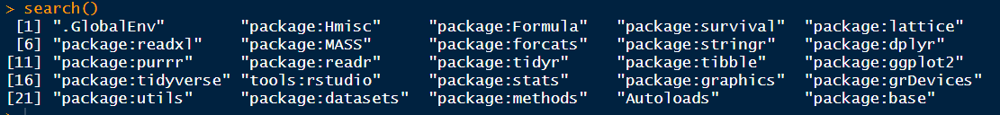 > search()
 [1] ".GlobalEnv"        "package:Hmisc"     "package:Formula"   "package:survival"  "package:lattice"
 [6] "package:readxl"    "package:MASS"      "package:forcats"   "package:stringr"   "package:dplyr"
[11] "package:purrr"     "package:readr"     "package:tidyr"     "package:tibble"    "package:ggplot2"
[16] "package:tidyverse" "tools:rstudio"     "package:stats"     "package:graphics"  "package:grDevices"
[21] "package:utils"     "package:datasets"  "package:methods"   "Autoloads"         "package:base"
>